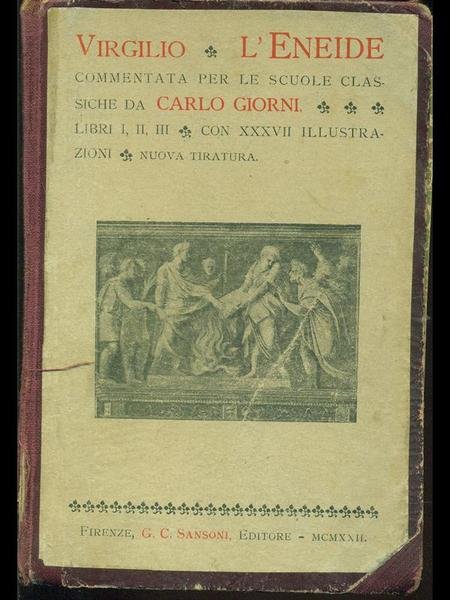 VIRGILIO L'ENEIDE
COMMENTATA PER LE SCUOLE CLAS-
SICHE DA CARLO GIORNI.
LIBRI I, II, III CON XXXVII ILLUSTRA-
ZIONI NUOVA TIRATURA.
FIRENZE, G. C. SANSONI, EDITORE - MCMXXII.